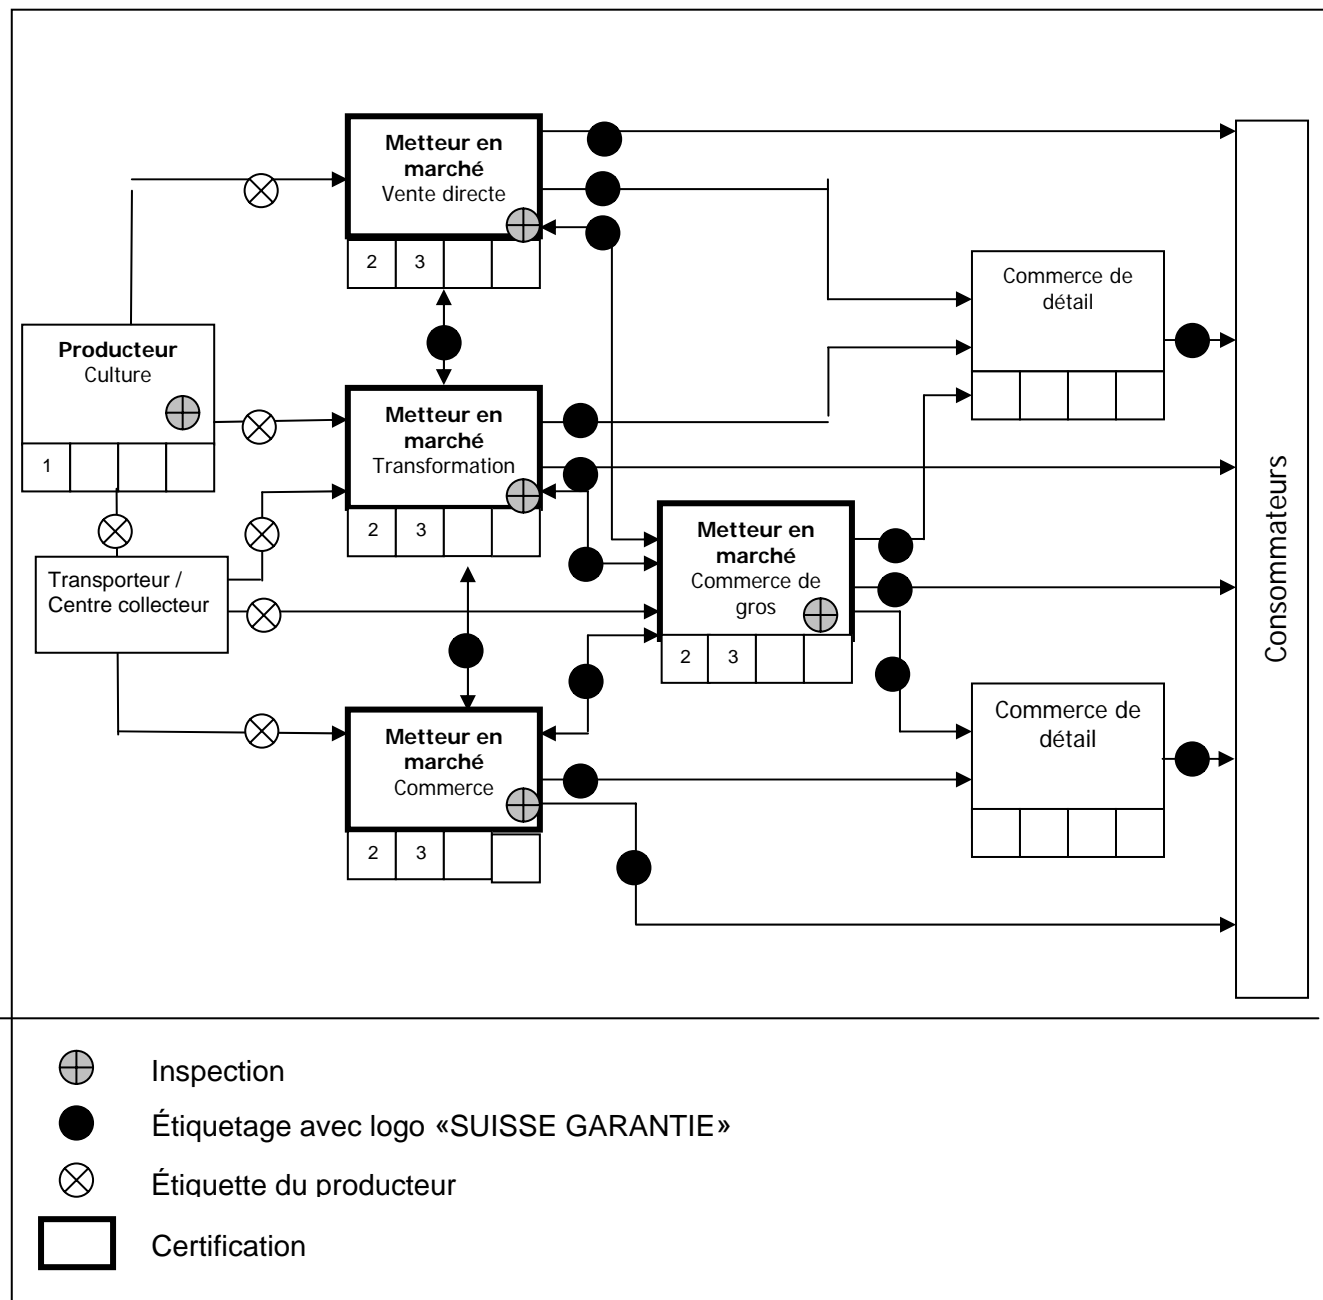 Metteur en
marché
Vente directe
2 3
Producteur
Culture
1
Metteur en
marché
Transformation
2 3
Transporteur /
Centre collecteur
Metteur en
marché
Commerce de
gros
2 3
Metteur en
marché
Commerce
2 3
Commerce de
détail
Commerce de
détail
Consommateurs
Inspection
Étiquetage avec logo «SUISSE GARANTIE»
Étiquette du producteur
Certification